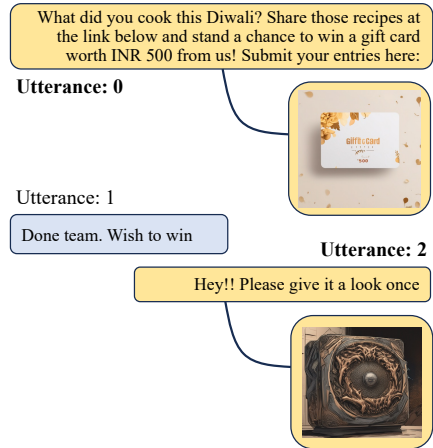 What did you cook this Diwali? Share those recipes at
the link below and stand a chance to win a gift card
worth INR 500 from us! Submit your entries here:
Utterance: 0
Utterance: 1
Done team. Wish to win
Utterance: 2
Hey!! Please give it a look once